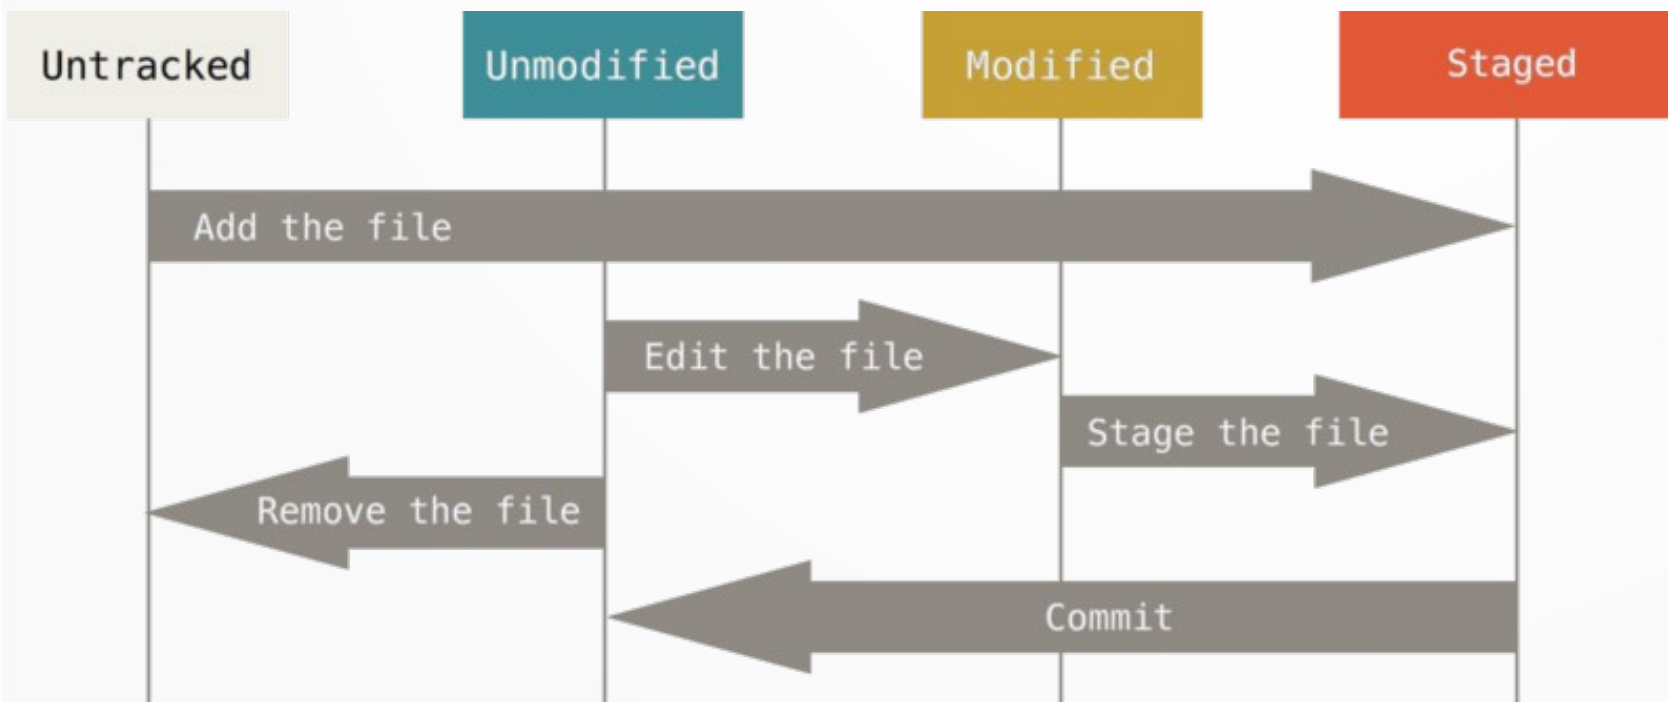 Untracked
Unmodified
Modified
Staged
Add the file
Edit the file
Stage the file
Remove the file
Commit